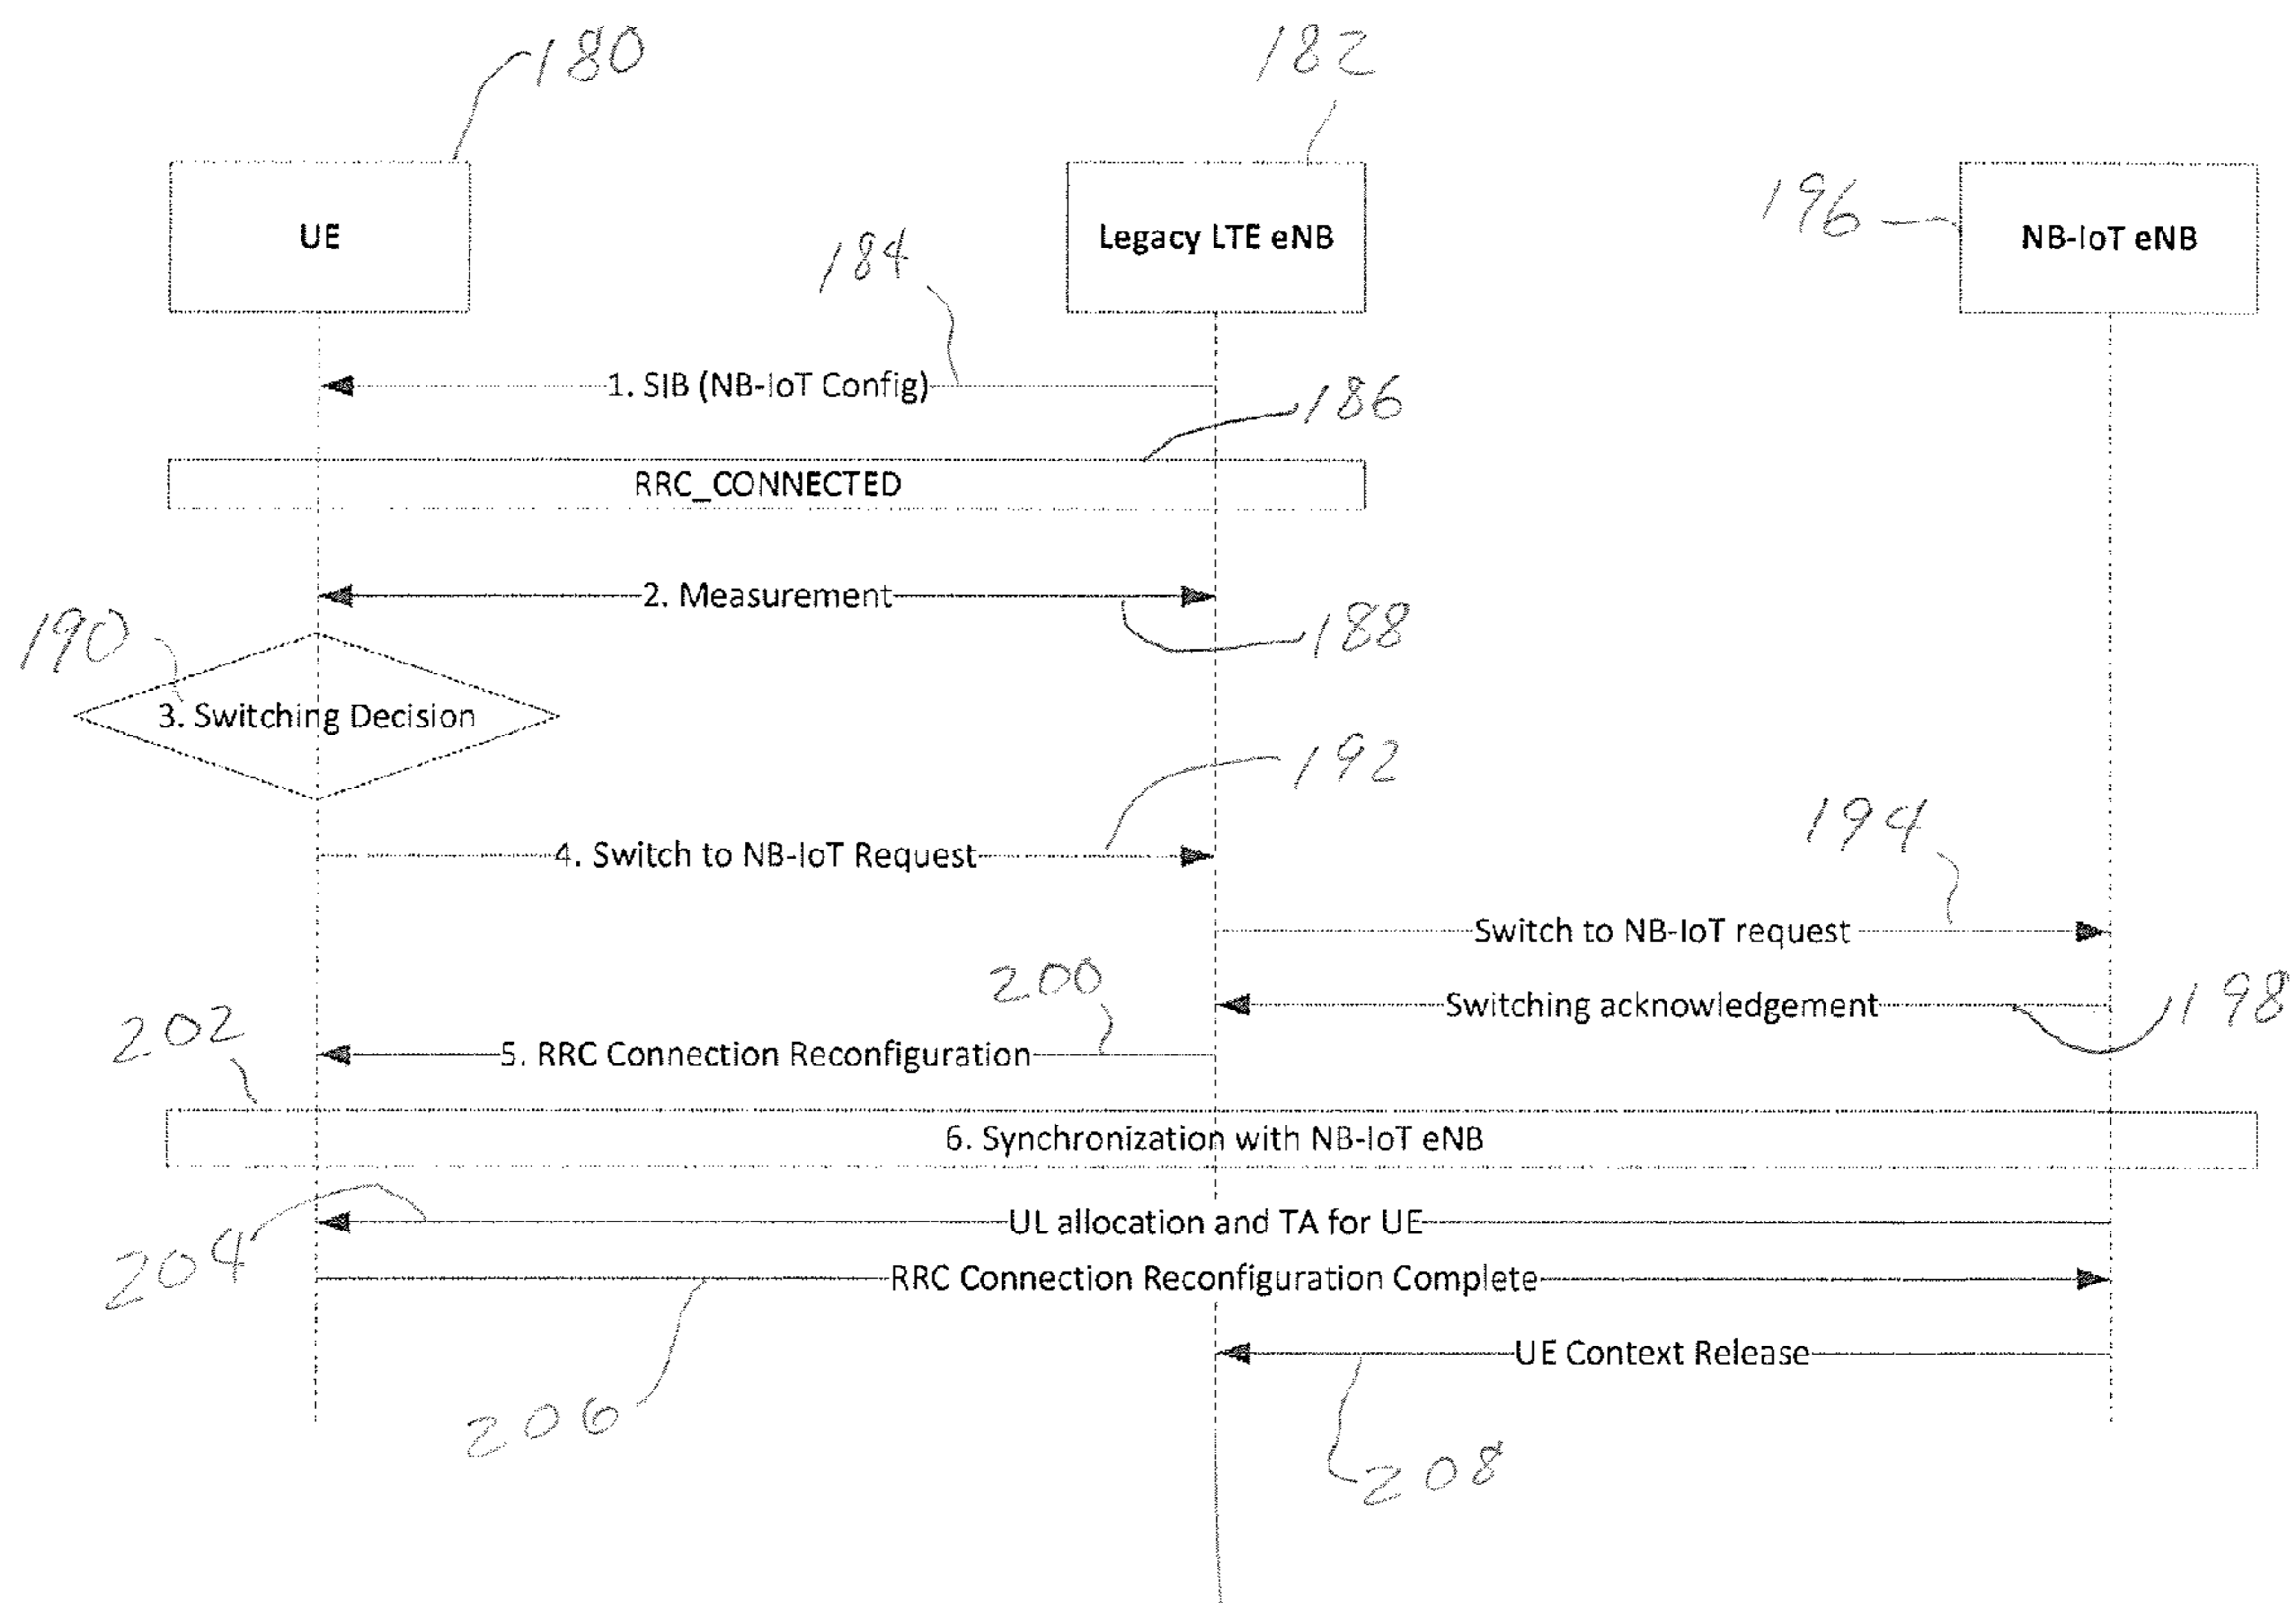 180
182
UE
Legacy LTE eNB
196
NB-IoT eNB
184
1. SIB (NB-IoT Config)
186
RRC_CONNECTED
2. Measurement
188
190
3. Switching Decision
192
4. Switch to NB-IoT Request
194
Switch to NB-IoT request
200
Switching acknowledgement
198
202
5. RRC Connection Reconfiguration
6. Synchronization with NB-IoT eNB
204
UL allocation and TA for UE
RRC Connection Reconfiguration Complete
206
UE Context Release
208